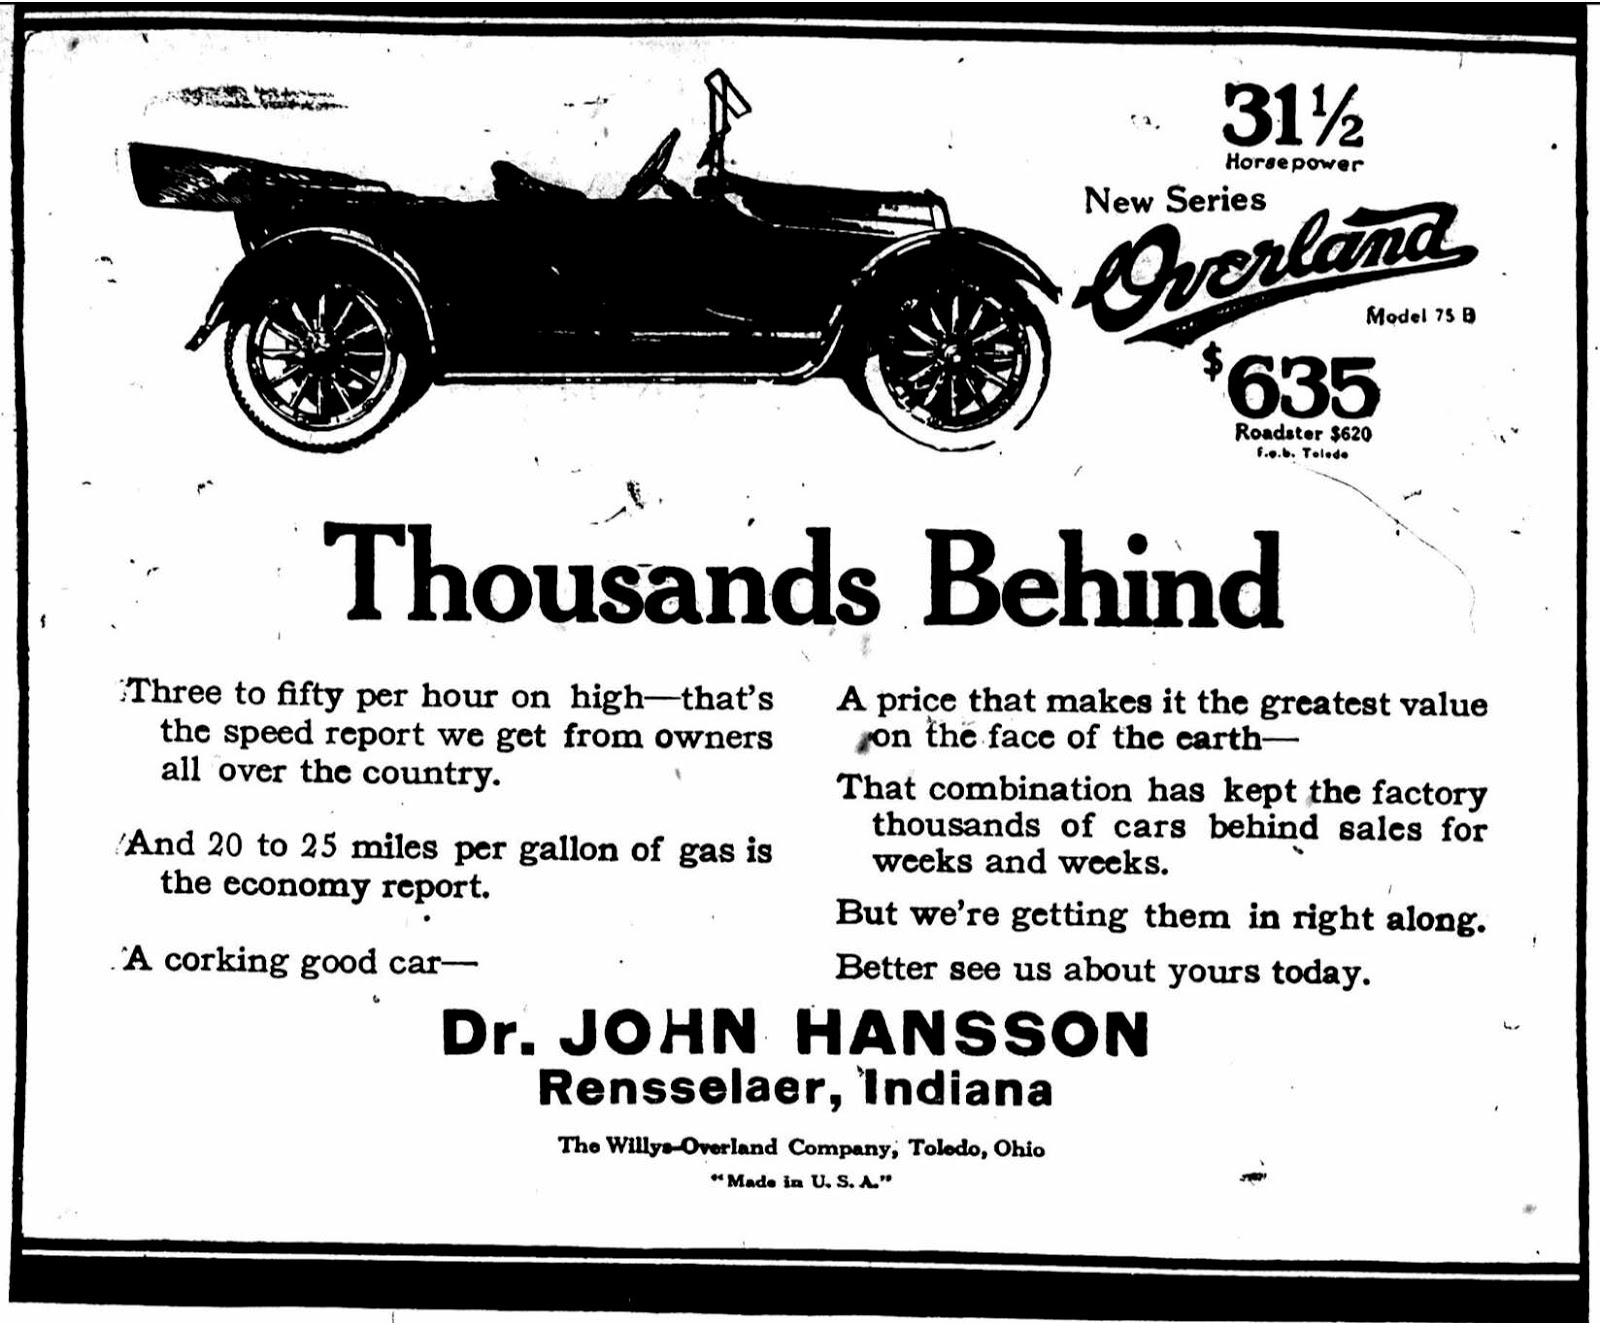 31½
Horsepower
New Series
Overland
Model 75 B
$635
Roadster $620
f.o.b. Toledo
Thousands Behind
Three to fifty per hour on high—that's
the speed report we get from owners
all over the country.
And 20 to 25 miles per gallon of gas is
the economy report.
A corking good car—
A price that makes it the greatest value
on the face of the earth—
That combination has kept the factory
thousands of cars behind sales for
weeks and weeks.
But we're getting them in right along.
Better see us about yours today.
Dr. JOHN HANSSON
Rensselaer, Indiana
The Willys-Overland Company, Toledo, Ohio
"Made in U. S. A."